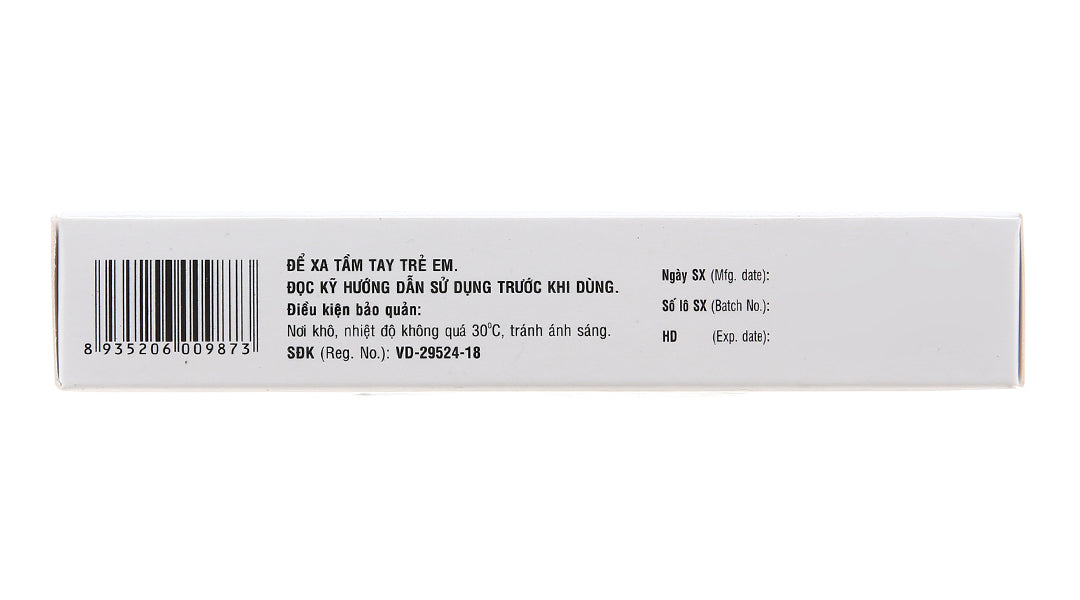 ĐỂ XA TẦM TAY TRẺ EM.
ĐỌC KỸ HƯỚNG DẪN SỬ DỤNG TRƯỚC KHI DÙNG.
Điều kiện bảo quản:
Nơi khô, nhiệt độ không quá 30⁰C, tránh ánh sáng.
SĐK (Reg. No.): VD-29524-18
8 935206 009873
Ngày SX (Mfg. date):
Số lô SX (Batch No.):
HD (Exp. date):